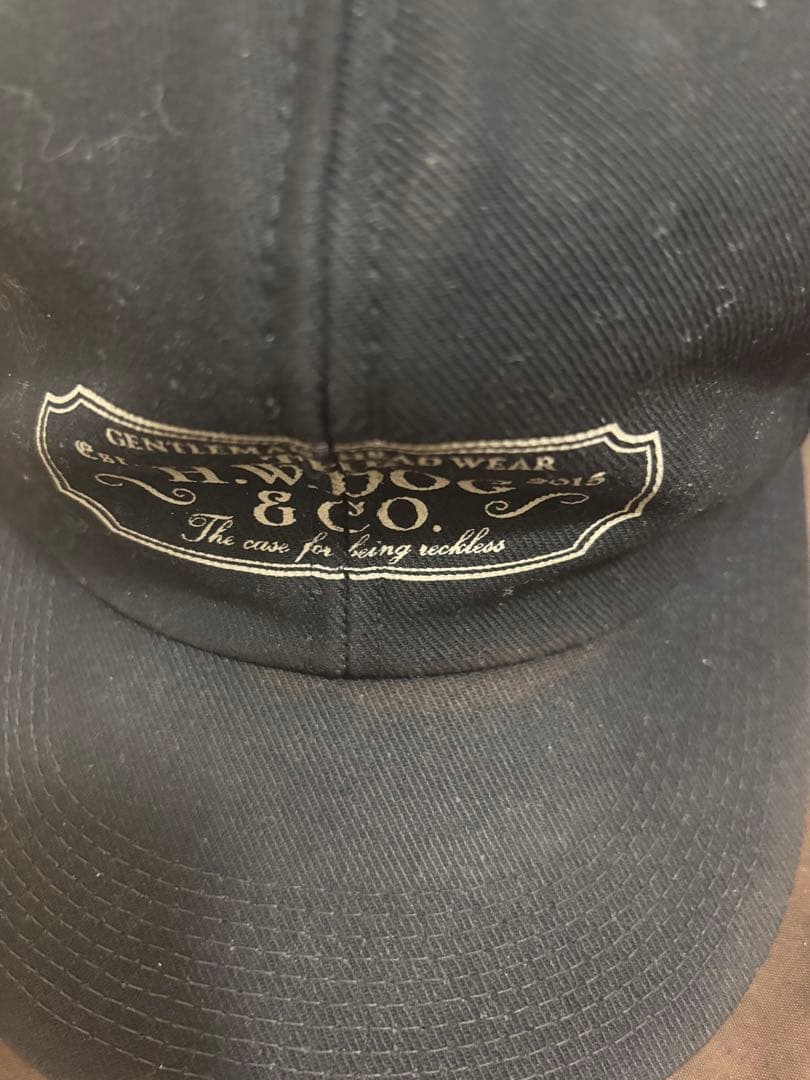 GENTLEMAN HEADWEAR
Est 2015
H.W.DOG
& CO.
The case for being reckless